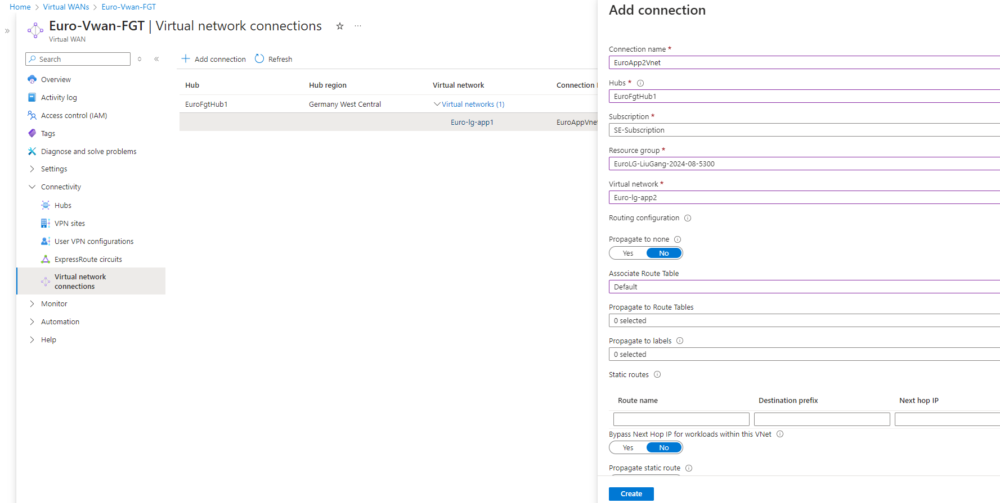 Home > Virtual WANs > Euro-Vwan-FGT
Euro-Vwan-FGT | Virtual network connections
Virtual WAN
Search
Overview
Activity log
Access control (IAM)
Tags
Diagnose and solve problems
Settings
Connectivity
Hubs
VPN sites
User VPN configurations
ExpressRoute circuits
Virtual network
connections
Monitor
Automation
Help
Add connection Refresh
Hub Hub region Virtual network Connection
EuroFgtHub1 Germany West Central Virtual networks (1)
Euro-lg-app1 EuroAppVne
Add connection
Connection name *
EuroApp2Vnet
Hubs *
EuroFgtHub1
Subscription *
SE-Subscription
Resource group *
EuroLG-LiuGang-2024-08-5300
Virtual network *
Euro-lg-app2
Routing configuration
Propagate to none
Yes No
Associate Route Table
Default
Propagate to Route Tables
0 selected
Propagate to labels
0 selected
Static routes
Route name Destination prefix Next hop IP
Bypass Next Hop IP for workloads within this VNet
Yes No
Propagate static route
Create